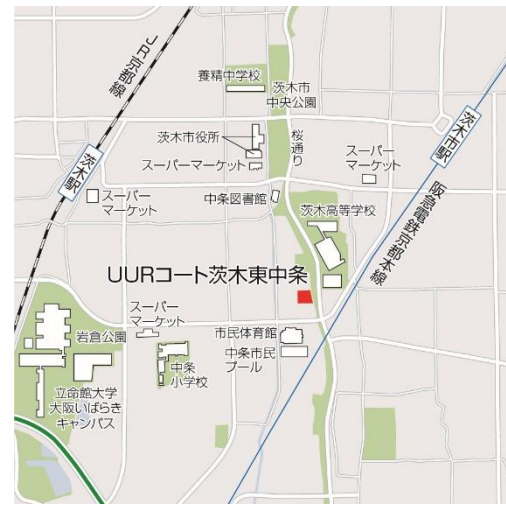 JR京都線
養精中学校
茨木市
中央公園
茨木市役所
桜通り
スーパーマーケット
スーパー
マーケット
茨木市駅
阪急電鉄京都本線
茨木駅
スーパー
マーケット
中条図書館
茨木高等学校
UURコート茨木東中条
スーパー
マーケット
岩倉公園
市民体育館
中条市民
プール
中条
小学校
立命館大学
大阪いばらき
キャンパス